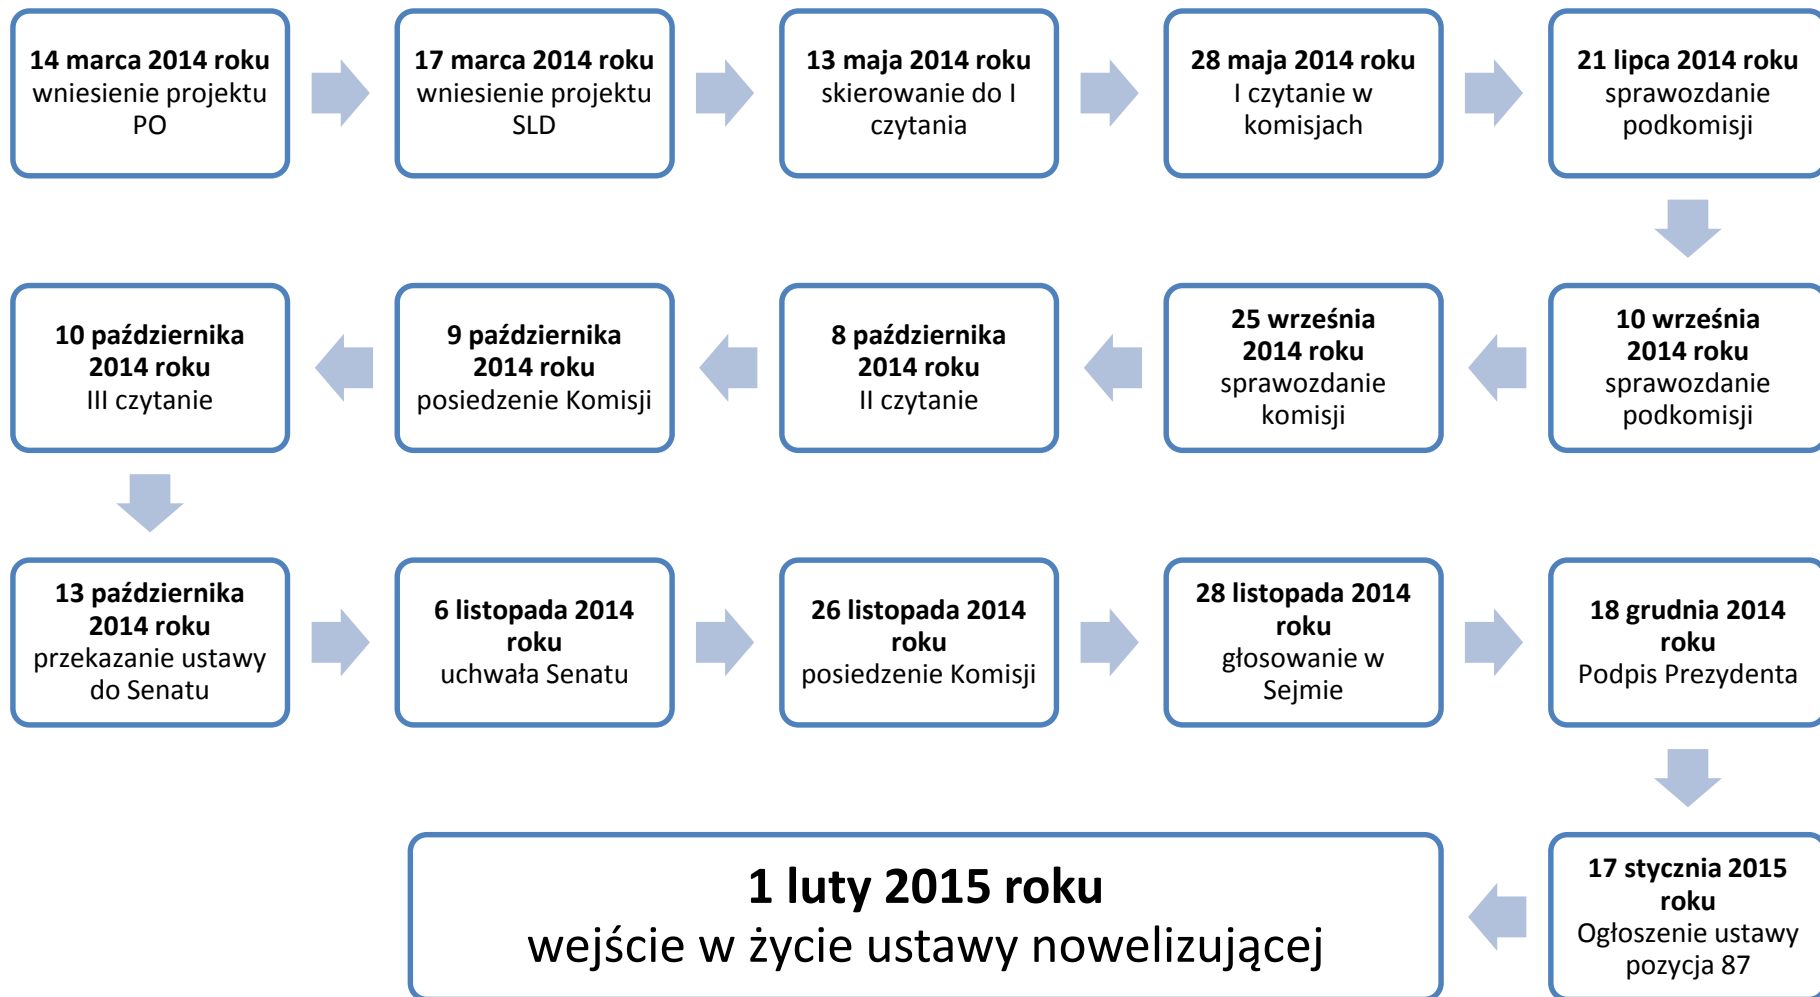 14 marca 2014 roku
wniesienie projektu
PO
17 marca 2014 roku
wniesienie projektu
SLD
13 maja 2014 roku
skierowanie do I
czytania
28 maja 2014 roku
I czytanie w
komisjach
21 lipca 2014 roku
sprawozdanie
podkomisji
10 września
2014 roku
sprawozdanie
podkomisji
25 września
2014 roku
sprawozdanie
komisji
8 października
2014 roku
II czytanie
9 października
2014 roku
posiedzenie Komisji
10 października
2014 roku
III czytanie
13 października
2014 roku
przekazanie ustawy
do Senatu
6 listopada 2014
roku
uchwała Senatu
26 listopada 2014
roku
posiedzenie Komisji
28 listopada 2014
roku
głosowanie w
Sejmie
18 grudnia 2014
roku
Podpis Prezydenta
17 stycznia 2015
roku
Ogłoszenie ustawy
pozycja 87
1 luty 2015 roku
wejście w życie ustawy nowelizującej